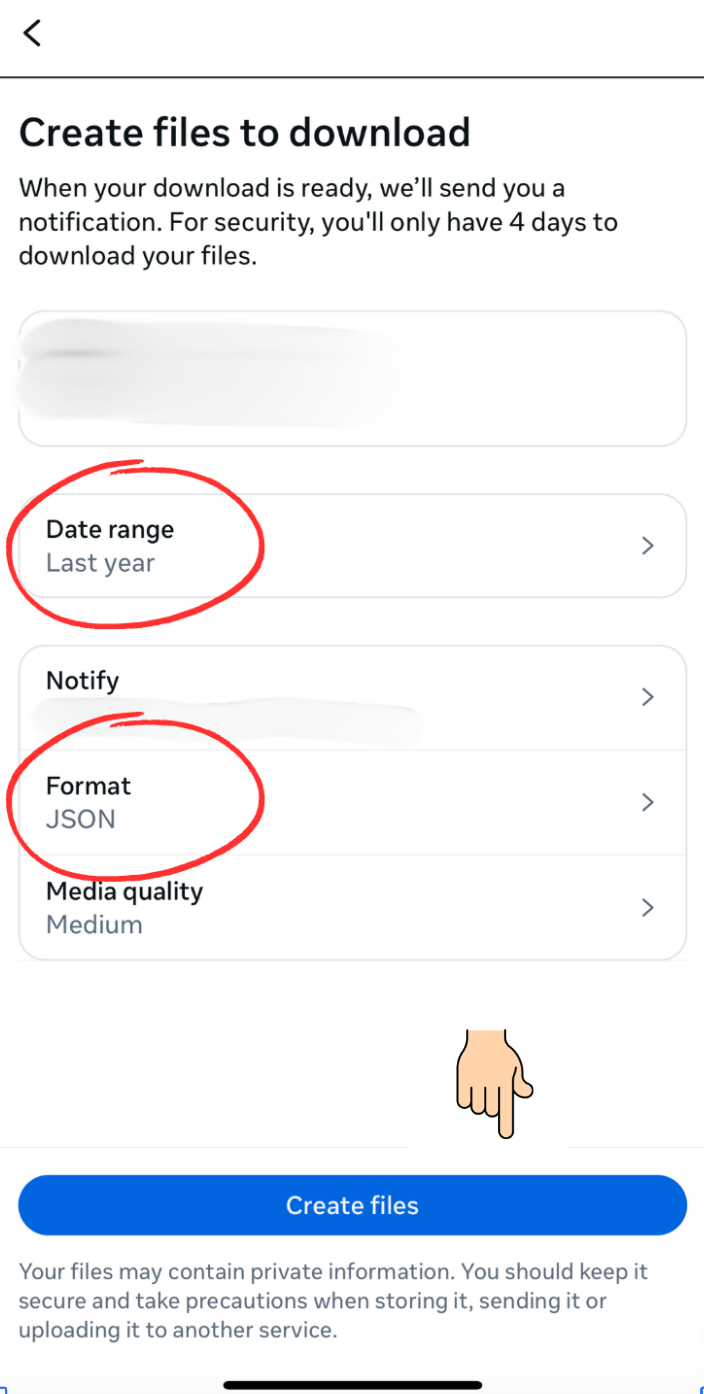 Create files to download
When your download is ready, we’ll send you a
notification. For security, you'll only have 4 days to
download your files.
Date range
Last year
Notify
Format
JSON
Media quality
Medium
Create files
Your files may contain private information. You should keep it
secure and take precautions when storing it, sending it or
uploading it to another service.